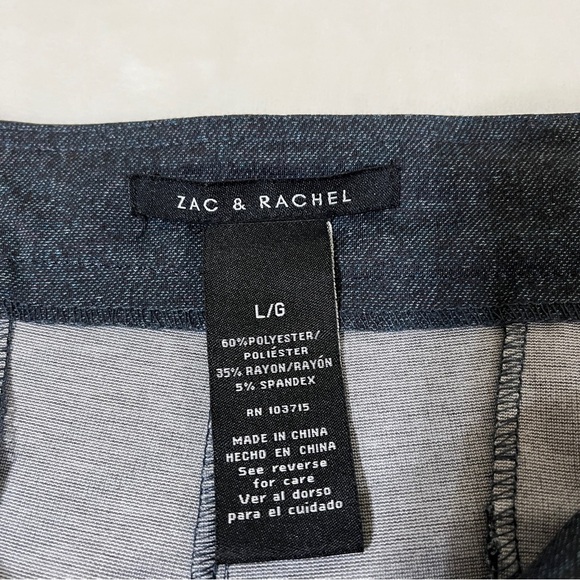 ZAC & RACHEL
L/G
60%POLYESTER/
POLIÉSTER
35% RAYON/RAYÓN
5% SPANDEX
RN 103715
MADE IN CHINA
HECHO EN CHINA
See reverse
for care
Ver al dorso
para el cuidado